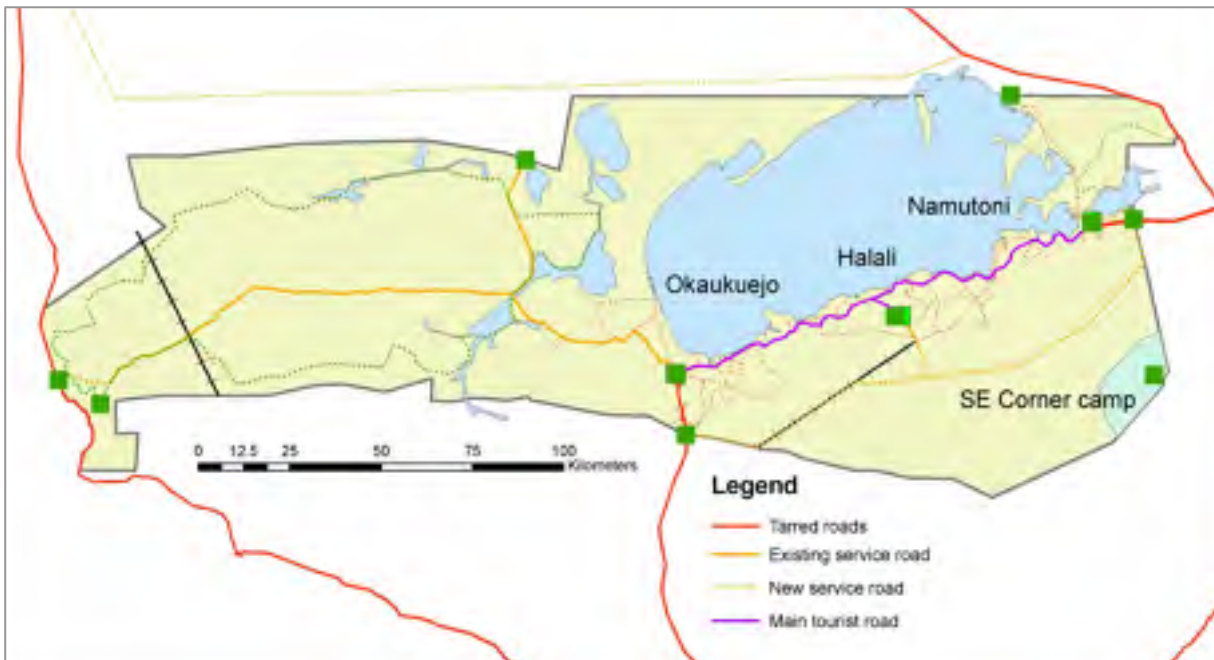 Namutoni
Halali
Okaukuejo
SE Corner camp
0 12.5 25 50 75 100
Kilometers
Legend
Tarred roads
Existing service road
New service road
Main tourist road